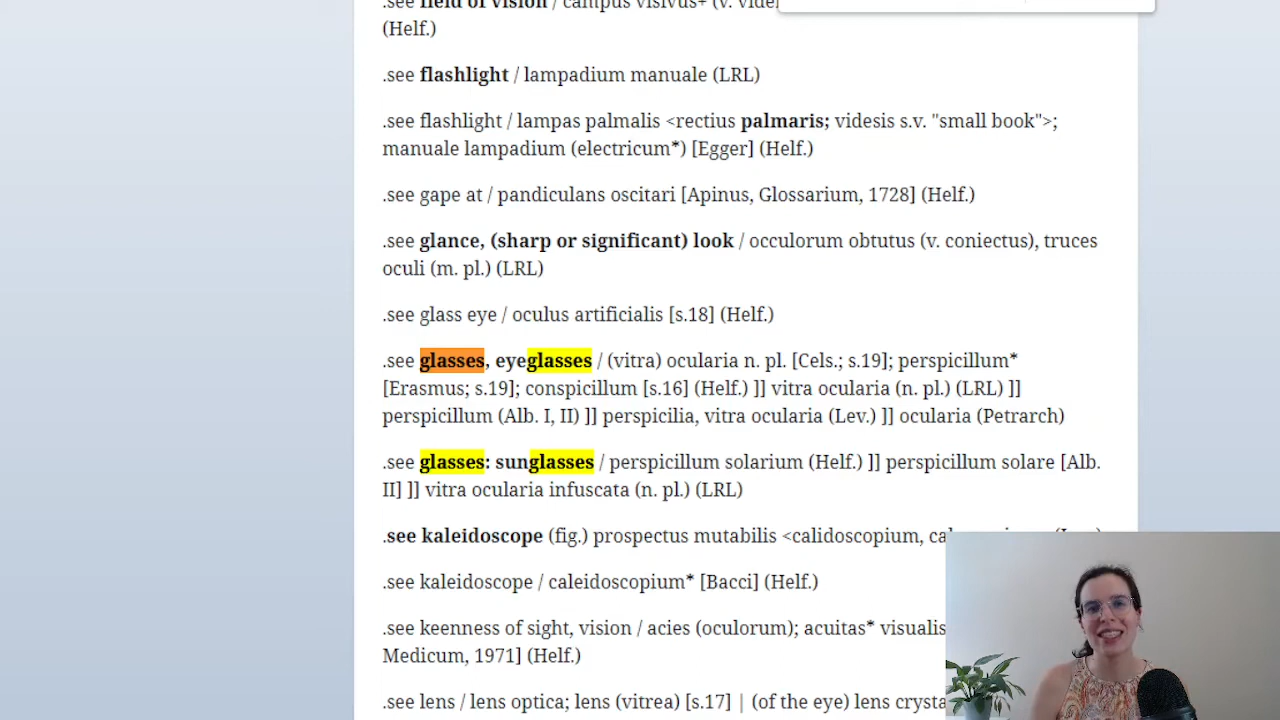 .see field of vision / campus visivus+ (v.
(Helf.)
.see flashlight / lampadium manuale (LRL)
.see flashlight / lampas palmalis <rectius palmaris; videsis s.v. "small book">;
manuale lampadium (electricum*) [Egger] (Helf.)
.see gape at / pandiculans oscitari [Apinus, Glossarium, 1728] (Helf.)
.see glance, (sharp or significant) look / occulorum obtutus (v. coniectus), truces
oculi (m. pl.) (LRL)
.see glass eye / oculus artificialis [s.18] (Helf.)
.see glasses, eyeglasses / (vitra) ocularia n. pl. [Cels.; s.19]; perspicillum*
[Erasmus; s.19]; conspicillum [s.16] (Helf.) ]] vitra ocularia (n. pl.) (LRL) ]]
perspicillum (Alb. I, II) ]] perspicilia, vitra ocularia (Lev.) ]] ocularia (Petrarch)
.see glasses: sunglasses / perspicillum solarium (Helf.) ]] perspicillum solare [Alb.
II] ]] vitra ocularia infuscata (n. pl.) (LRL)
.see kaleidoscope (fig.) prospectus mutabilis <calidoscopium,
.see kaleidoscope / caleidoscopium* [Bacci] (Helf.)
.see keenness of sight, vision / acies (oculorum); acuitas* visualis
Medicum, 1971] (Helf.)
.see lens / lens optica; lens (vitrea) [s.17] | (of the eye) lens